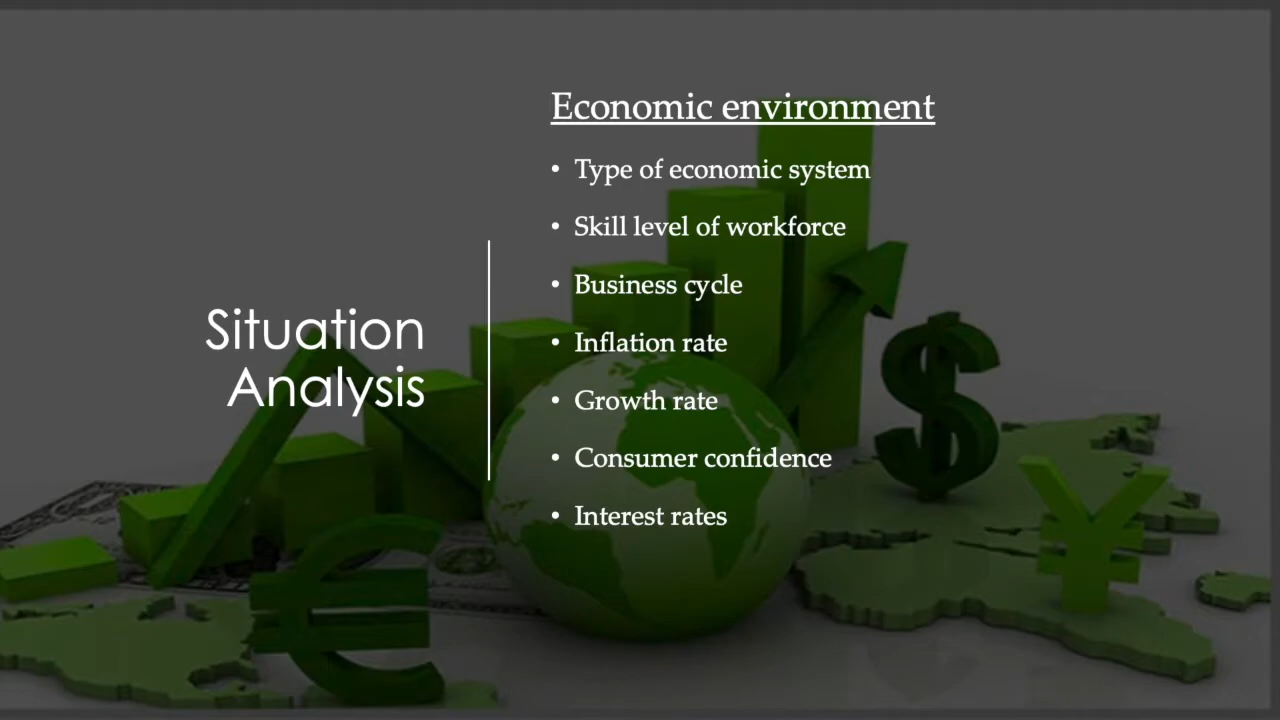 Situation
Analysis
Economic environment
• Type of economic system
• Skill level of workforce
• Business cycle
• Inflation rate
• Growth rate
• Consumer confidence
• Interest rates